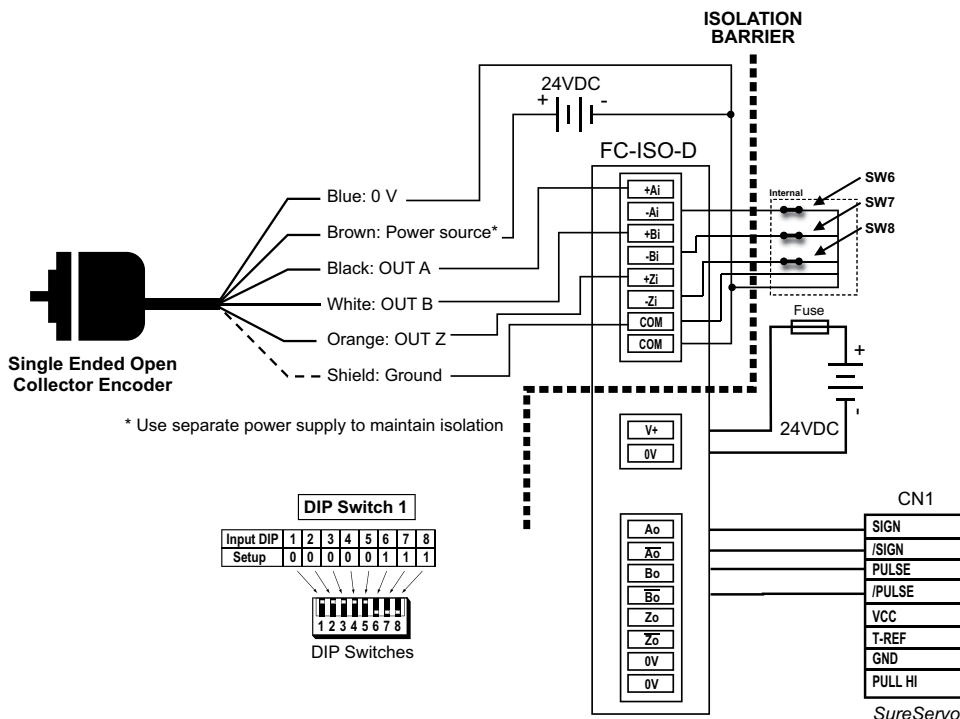 ISOLATION
BARRIER
24VDC
+ -
FC-ISO-D
Blue: 0 V
Brown: Power source*
Black: OUT A
White: OUT B
Orange: OUT Z
Shield: Ground
Single Ended Open
Collector Encoder
* Use separate power supply to maintain isolation
+Ai
-Ai
+Bi
-Bi
+Zi
-Zi
COM
COM
Internal
SW6
SW7
SW8
Fuse
+
-
24VDC
V+
0V
DIP Switch 1
Input DIP 1 2 3 4 5 6 7 8
Setup 0 0 0 0 0 1 1 1
1 2 3 4 5 6 7 8
DIP Switches
Ao
A̅o̅
Bo
B̅o̅
Zo
Z̅o̅
0V
0V
CN1
SIGN
/SIGN
PULSE
/PULSE
VCC
T-REF
GND
PULL HI
SureServo